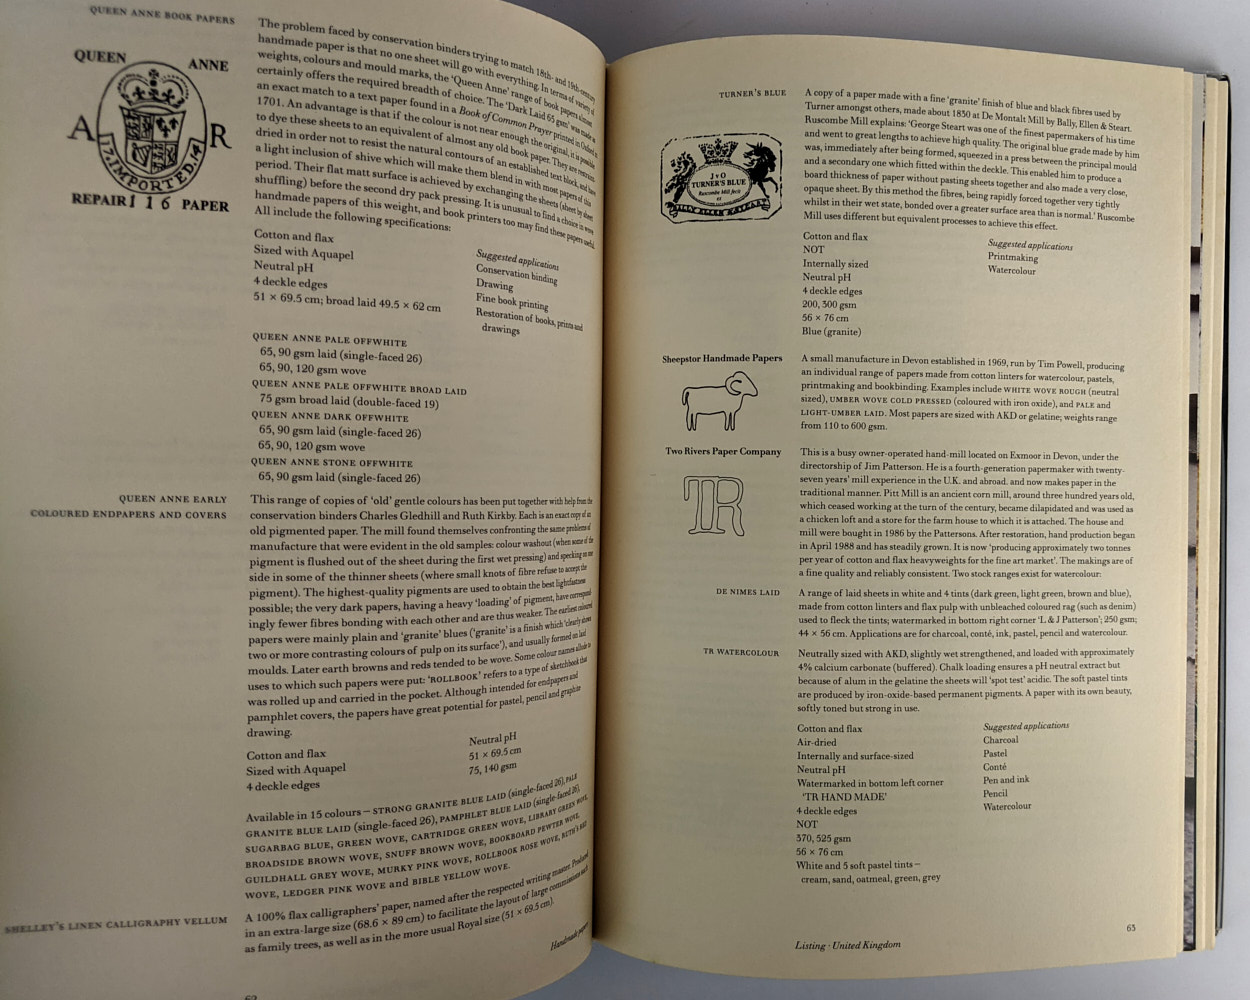 QUEEN ANNE BOOK PAPERS
QUEEN ANNE
A R
17 IMPORTED 14
REPAIR 116 PAPER
The problem faced by conservation binders trying to match 18th- and 19th-century
handmade paper is that no one sheet will go with everything. In terms of variety of
weights, colours and mould marks, the ‘Queen Anne’ range of book papers almost
certainly offers the required breadth of choice. The ‘Dark Laid 65 gsm’ was made as
an exact match to a text paper found in a Book of Common Prayer printed in Oxford in
1701. An advantage is that if the colour is not near enough the original, it is possible
to dye these sheets to an equivalent of almost any old book paper. They are restrained-
dried in order not to resist the natural contours of an established text block, and have
a light inclusion of shive which will make them blend in with most papers of this
period. Their flat matt surface is achieved by exchanging the sheets (sheet by sheet
shuffling) before the second dry pack pressing. It is unusual to find a choice in wove
handmade papers of this weight, and book printers too may find these papers useful.
All include the following specifications:
Cotton and flax
Sized with Aquapel
Neutral pH
4 deckle edges
51 × 69.5 cm; broad laid 49.5 × 62 cm
Suggested applications
Conservation binding
Drawing
Fine book printing
Restoration of books, prints and
drawings
QUEEN ANNE PALE OFFWHITE
65, 90 gsm laid (single-faced 26)
65, 90, 120 gsm wove
QUEEN ANNE PALE OFFWHITE BROAD LAID
75 gsm broad laid (double-faced 19)
QUEEN ANNE DARK OFFWHITE
65, 90 gsm laid (single-faced 26)
65, 90, 120 gsm wove
QUEEN ANNE STONE OFFWHITE
65, 90 gsm laid (single-faced 26)
QUEEN ANNE EARLY
COLOURED ENDPAPERS AND COVERS
This range of copies of ‘old’ gentle colours has been put together with help from the
conservation binders Charles Gledhill and Ruth Kirkby. Each is an exact copy of an
old pigmented paper. The mill found themselves confronting the same problems of
manufacture that were evident in the old samples: colour washout (when some of the
pigment is flushed out of the sheet during the first wet pressing) and specking on one
side in some of the thinner sheets (where small knots of fibre refuse to accept the
pigment). The highest-quality pigments are used to obtain the best lightfastness
possible; the very dark papers, having a heavy ‘loading’ of pigment, have correspond
ingly fewer fibres bonding with each other and are thus weaker. The earliest coloured
papers were mainly plain and ‘granite’ blues (‘granite’ is a finish which ‘clearly shows
two or more contrasting colours of pulp on its surface’), and usually formed on laid
moulds. Later earth browns and reds tended to be wove. Some colour names allude to
uses to which such papers were put: ‘ROLLBOOK’ refers to a type of sketchbook that
was rolled up and carried in the pocket. Although intended for endpapers and
pamphlet covers, the papers have great potential for pastel, pencil and graphite
drawing.
Cotton and flax
Sized with Aquapel
4 deckle edges
Neutral pH
51 × 69.5 cm
75, 140 gsm
Available in 15 colours – STRONG GRANITE BLUE LAID (single-faced 26), PALE
GRANITE BLUE LAID (single-faced 26), PAMPHLET BLUE LAID (single-faced 26),
SUGARBAG BLUE, GREEN WOVE, CARTRIDGE GREEN WOVE, LIBRARY GREEN WOVE,
BROADSIDE BROWN WOVE, SNUFF BROWN WOVE, BOOKBOARD PEWTER WOVE,
GUILDHALL GREY WOVE, MURKY PINK WOVE, ROLLBOOK ROSE WOVE, RUTH'S RED
WOVE, LEDGER PINK WOVE and BIBLE YELLOW WOVE.
SHELLEY'S LINEN CALLIGRAPHY VELLUM
A 100% flax calligraphers' paper, named after the respected writing master. Produced
in an extra-large size (68.6 × 89 cm) to facilitate the layout of large commissions such
as family trees, as well as in the more usual Royal size (51 × 69.5 cm).
Handmade papers
62
TURNER'S BLUE
JvO
TURNER'S BLUE
Ruscombe Mill fecit
A copy of a paper made with a fine ‘granite’ finish of blue and black fibres used by
Turner amongst others, made about 1830 at De Montalt Mill by Bally, Ellen & Steart.
Ruscombe Mill explains: ‘George Steart was one of the finest papermakers of his time
and went to great lengths to achieve high quality. The original blue grade made by him
was, immediately after being formed, squeezed in a press between the principal mould
and a secondary one which fitted within the deckle. This enabled him to produce a
board thickness of paper without pasting sheets together and also made a very close,
opaque sheet. By this method the fibres, being rapidly forced together very tightly
whilst in their wet state, bonded over a greater surface area than is normal.’ Ruscombe
Mill uses different but equivalent processes to achieve this effect.
Cotton and flax
NOT
Internally sized
Neutral pH
4 deckle edges
200, 300 gsm
56 × 76 cm
Blue (granite)
Suggested applications
Printmaking
Watercolour
Sheepstor Handmade Papers
A small manufacture in Devon established in 1969, run by Tim Powell, producing
an individual range of papers made from cotton linters for watercolour, pastels,
printmaking and bookbinding. Examples include WHITE WOVE ROUGH (neutral
sized), UMBER WOVE COLD PRESSED (coloured with iron oxide), and PALE and
LIGHT-UMBER LAID. Most papers are sized with AKD or gelatine; weights range
from 110 to 600 gsm.
Two Rivers Paper Company
TR
This is a busy owner-operated hand-mill located on Exmoor in Devon, under the
directorship of Jim Patterson. He is a fourth-generation papermaker with twenty-
seven years' mill experience in the U.K. and abroad. and now makes paper in the
traditional manner. Pitt Mill is an ancient corn mill, around three hundred years old,
which ceased working at the turn of the century, became dilapidated and was used as
a chicken loft and a store for the farm house to which it is attached. The house and
mill were bought in 1986 by the Pattersons. After restoration, hand production began
in April 1988 and has steadily grown. It is now ‘producing approximately two tonnes
per year of cotton and flax heavyweights for the fine art market’. The makings are of
a fine quality and reliably consistent. Two stock ranges exist for watercolour:
DE NIMES LAID
A range of laid sheets in white and 4 tints (dark green, light green, brown and blue),
made from cotton linters and flax pulp with unbleached coloured rag (such as denim)
used to fleck the tints; watermarked in bottom right corner ‘L & J Patterson’; 250 gsm;
44 × 56 cm. Applications are for charcoal, conté, ink, pastel, pencil and watercolour.
TR WATERCOLOUR
Neutrally sized with AKD, slightly wet strengthened, and loaded with approximately
4% calcium carbonate (buffered). Chalk loading ensures a pH neutral extract but
because of alum in the gelatine the sheets will ‘spot test’ acidic. The soft pastel tints
are produced by iron-oxide-based permanent pigments. A paper with its own beauty,
softly toned but strong in use.
Cotton and flax
Air-dried
Internally and surface-sized
Neutral pH
Watermarked in bottom left corner
‘TR HAND MADE’
4 deckle edges
NOT
370, 525 gsm
56 × 76 cm
White and 5 soft pastel tints –
cream, sand, oatmeal, green, grey
Suggested applications
Charcoal
Pastel
Conté
Pen and ink
Pencil
Watercolour
63
Listing · United Kingdom